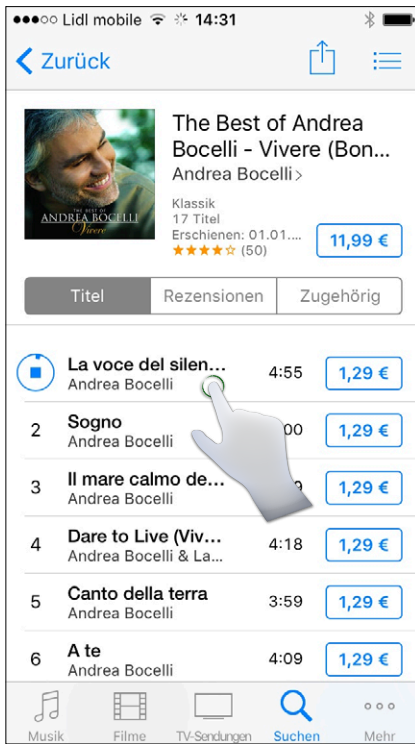 Lidl mobile 14:31
Zurück
THE BEST OF
ANDREA BOCELLI
Vivere
The Best of Andrea
Bocelli - Vivere (Bon...
Andrea Bocelli >
Klassik
17 Titel
Erschienen: 01.01....
★★★★☆ (50)
11,99 €
Titel Rezensionen Zugehörig
La voce del silen... 4:55 1,29 €
Andrea Bocelli
2 Sogno 1,29 €
Andrea Bocelli
3 Il mare calmo de... 1,29 €
Andrea Bocelli
4 Dare to Live (Viv... 4:18 1,29 €
Andrea Bocelli & La...
5 Canto della terra 3:59 1,29 €
Andrea Bocelli
6 A te 4:09 1,29 €
Andrea Bocelli
Musik Filme TV-Sendungen Suchen Mehr